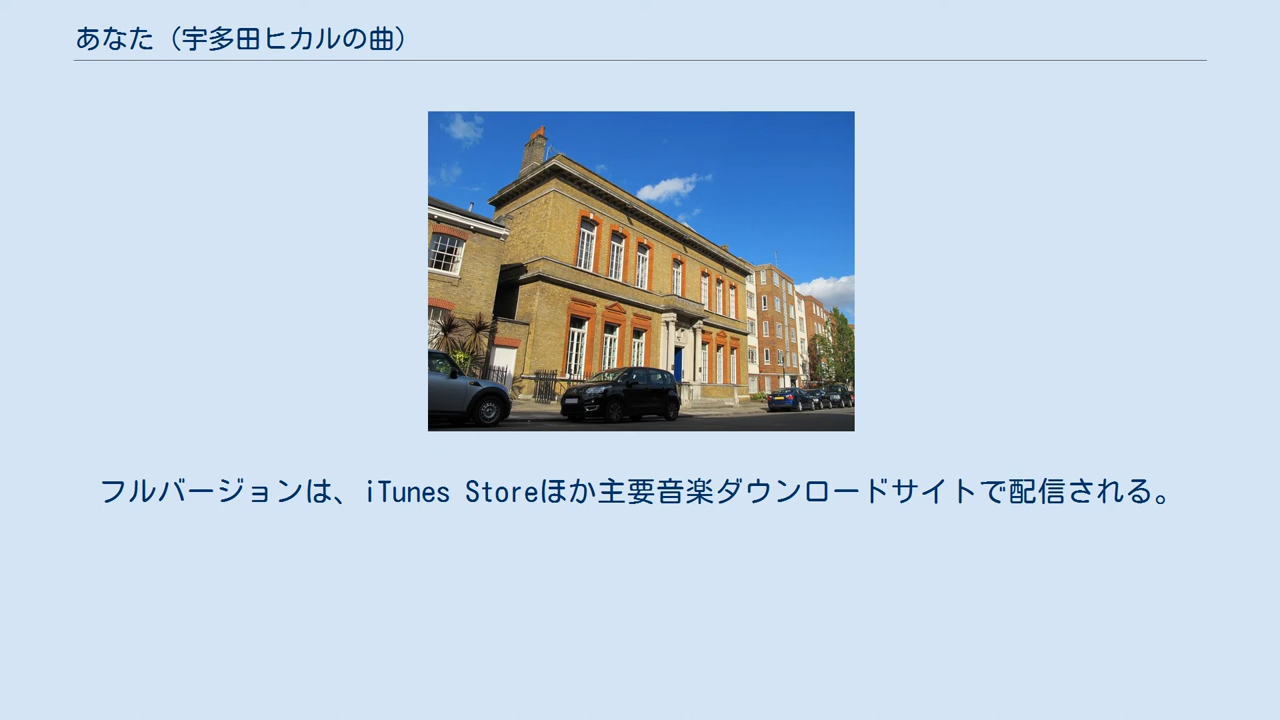 あなた（宇多田ヒカルの曲）
フルバージョンは、iTunes Storeほか主要音楽ダウンロードサイトで配信される。